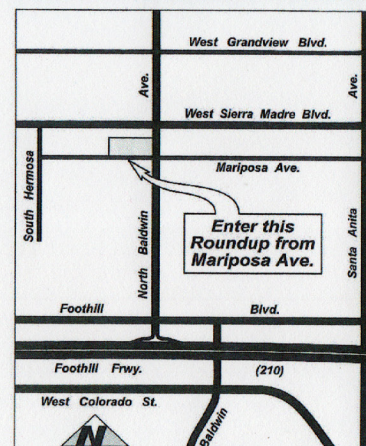 West Grandview Blvd.
Ave.
Ave.
West Sierra Madre Blvd.
South Hermosa
Mariposa Ave.
North Baldwin
Enter this
Roundup from
Mariposa Ave.
Santa Anita
Foothill Blvd.
Foothill Frwy. (210)
West Colorado St.
Baldwin
N